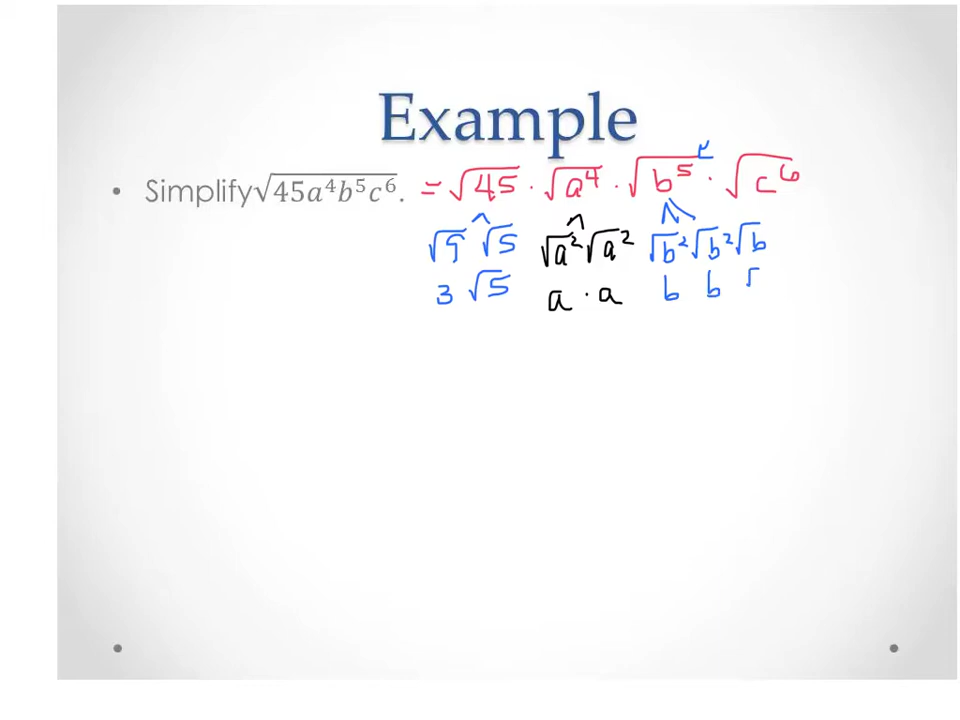 Example
• Simplify √45a⁴b⁵c⁶. = √45 · √a⁴ · √b⁵ · √c⁶
√9 √5 √a² √a² √b² √b² √b
3 √5 a · a b b √